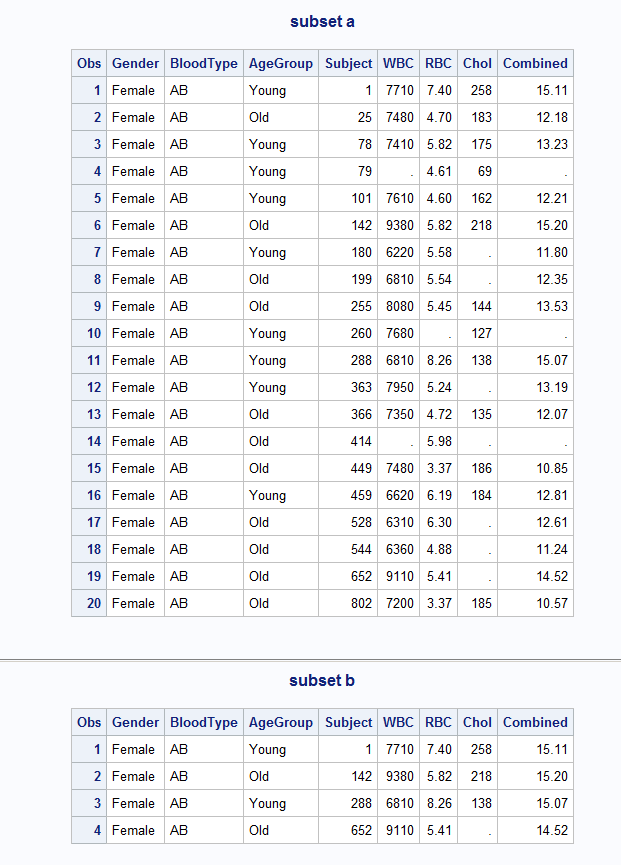 subset a
Obs Gender BloodType AgeGroup Subject WBC RBC Chol Combined
1 Female AB Young 1 7710 7.40 258 15.11
2 Female AB Old 25 7480 4.70 183 12.18
3 Female AB Young 78 7410 5.82 175 13.23
4 Female AB Young 79 . 4.61 69 .
5 Female AB Young 101 7610 4.60 162 12.21
6 Female AB Old 142 9380 5.82 218 15.20
7 Female AB Young 180 6220 5.58 . 11.80
8 Female AB Old 199 6810 5.54 . 12.35
9 Female AB Old 255 8080 5.45 144 13.53
10 Female AB Young 260 7680 . 127 .
11 Female AB Young 288 6810 8.26 138 15.07
12 Female AB Young 363 7950 5.24 . 13.19
13 Female AB Old 366 7350 4.72 135 12.07
14 Female AB Old 414 . 5.98 . .
15 Female AB Old 449 7480 3.37 186 10.85
16 Female AB Young 459 6620 6.19 184 12.81
17 Female AB Old 528 6310 6.30 . 12.61
18 Female AB Old 544 6360 4.88 . 11.24
19 Female AB Old 652 9110 5.41 . 14.52
20 Female AB Old 802 7200 3.37 185 10.57
subset b
Obs Gender BloodType AgeGroup Subject WBC RBC Chol Combined
1 Female AB Young 1 7710 7.40 258 15.11
2 Female AB Old 142 9380 5.82 218 15.20
3 Female AB Young 288 6810 8.26 138 15.07
4 Female AB Old 652 9110 5.41 . 14.52